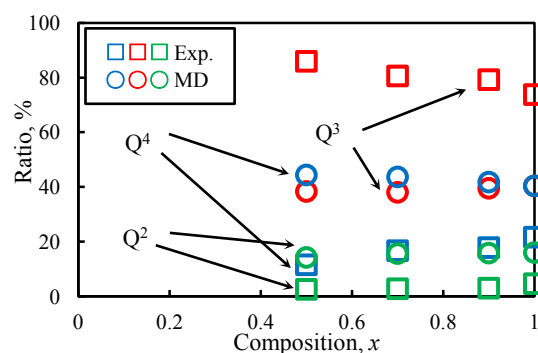 100
80
60
40
20
0
Ratio, %
Exp.
MD
Q⁴
Q³
Q²
0
0.2
0.4
0.6
0.8
1
Composition, x